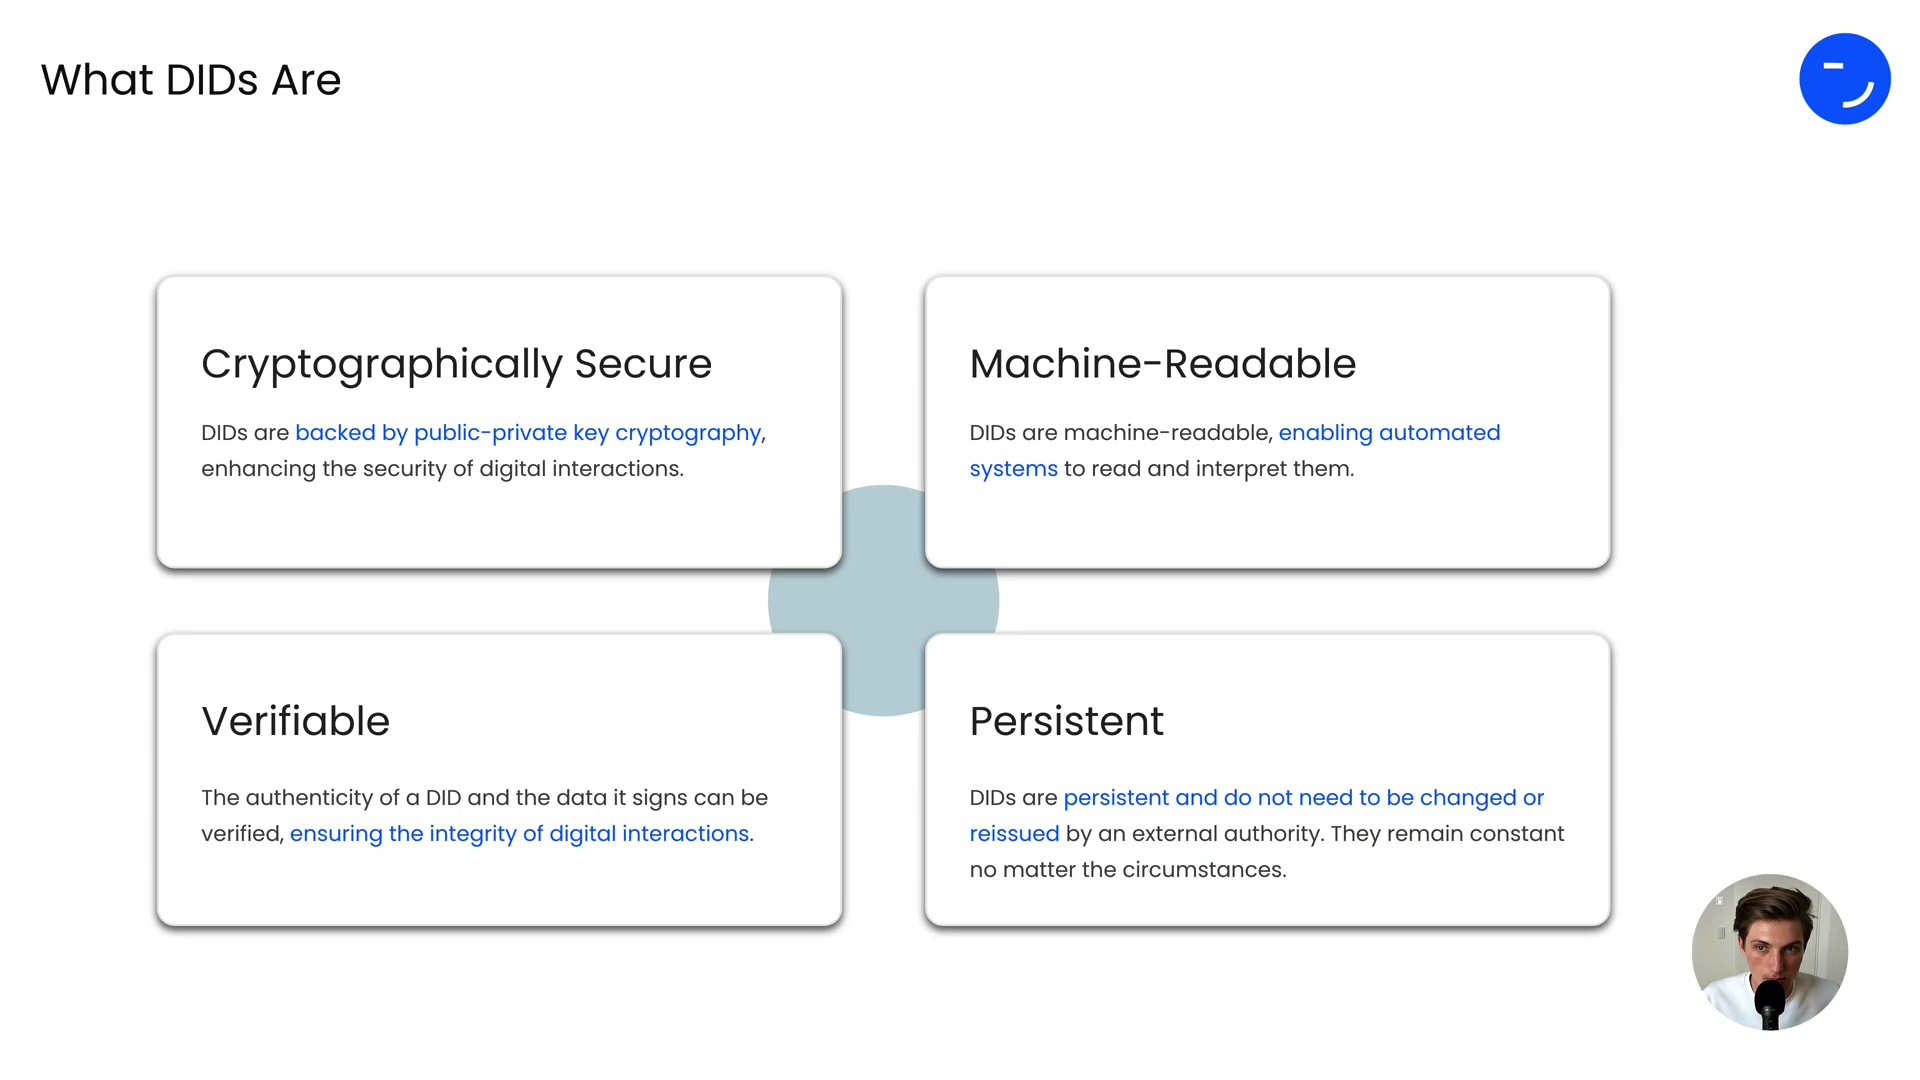 What DIDs Are
Cryptographically Secure
DIDs are backed by public-private key cryptography,
enhancing the security of digital interactions.
Machine-Readable
DIDs are machine-readable, enabling automated
systems to read and interpret them.
Verifiable
The authenticity of a DID and the data it signs can be
verified, ensuring the integrity of digital interactions.
Persistent
DIDs are persistent and do not need to be changed or
reissued by an external authority. They remain constant
no matter the circumstances.